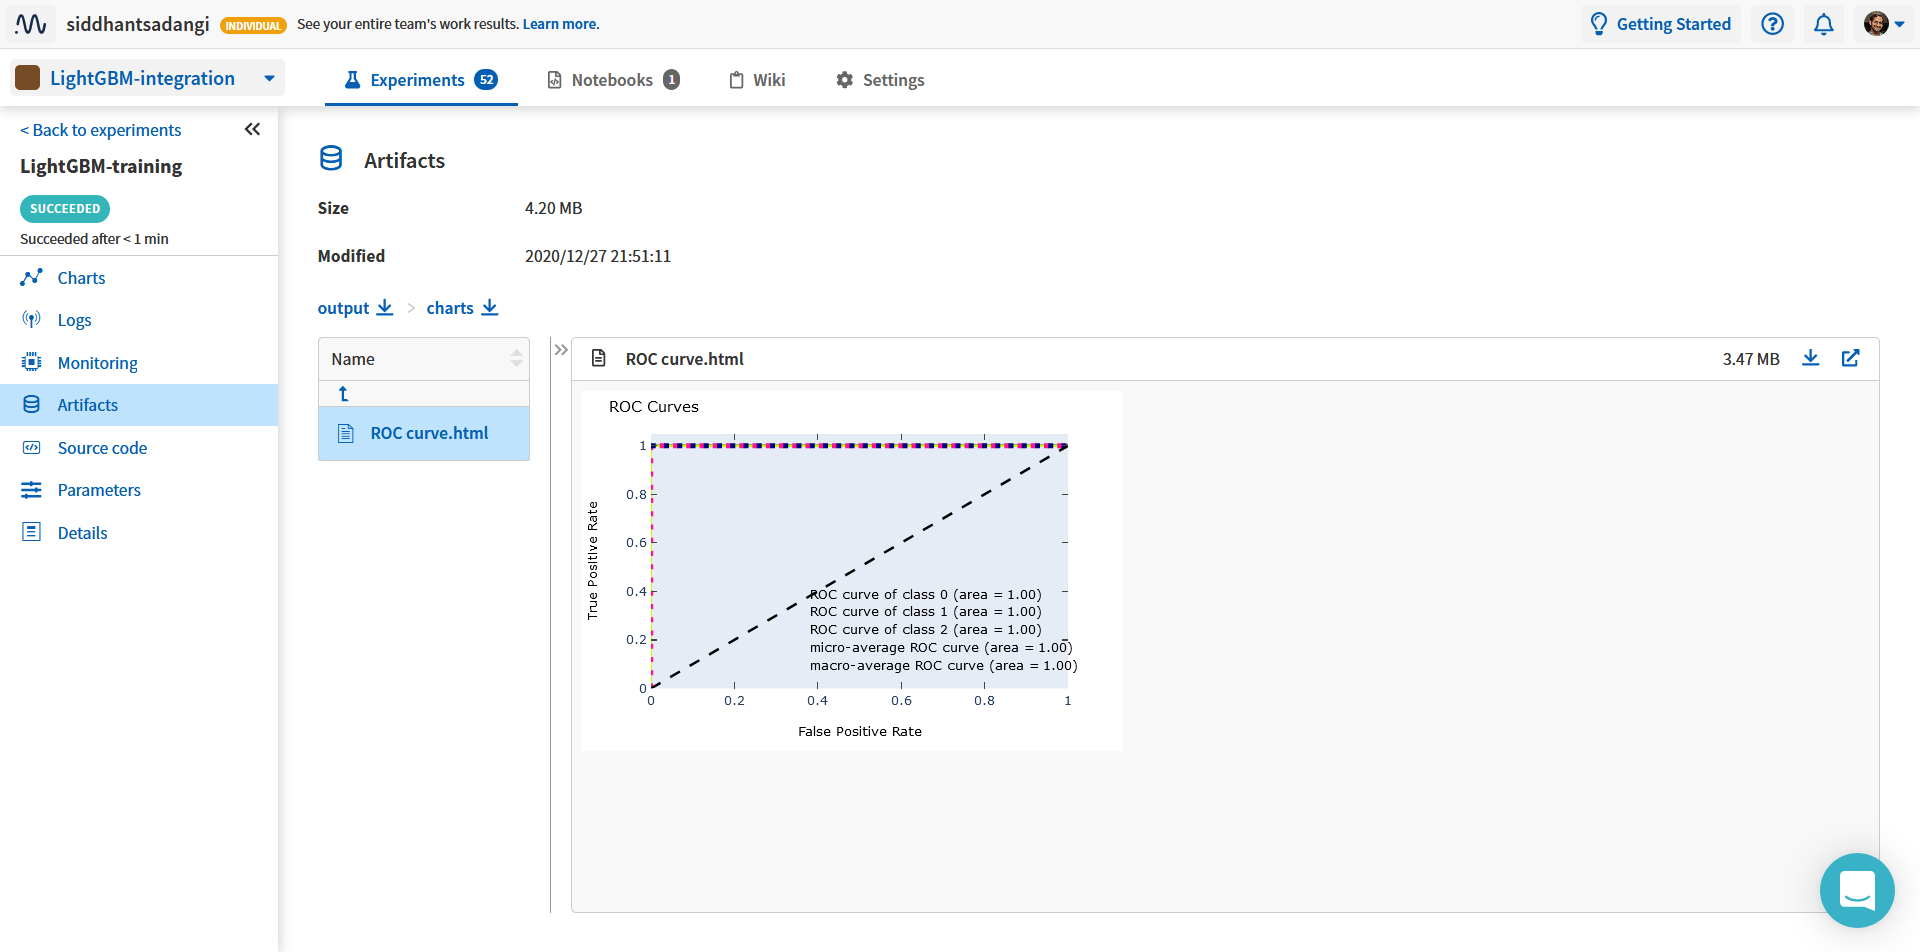 siddhantsadangi INDIVIDUAL See your entire team's work results. Learn more. Getting Started
LightGBM-integration Experiments 52 Notebooks 1 Wiki Settings
< Back to experiments
LightGBM-training
SUCCEEDED
Succeeded after < 1 min
Charts
Logs
Monitoring
Artifacts
Source code
Parameters
Details
Artifacts
Size 4.20 MB
Modified 2020/12/27 21:51:11
output > charts
Name
ROC curve.html
ROC curve.html 3.47 MB
ROC Curves
True Positive Rate
1
0.8
0.6
0.4
0.2
0
ROC curve of class 0 (area = 1.00)
ROC curve of class 1 (area = 1.00)
ROC curve of class 2 (area = 1.00)
micro-average ROC curve (area = 1.00)
macro-average ROC curve (area = 1.00)
0 0.2 0.4 0.6 0.8 1
False Positive Rate